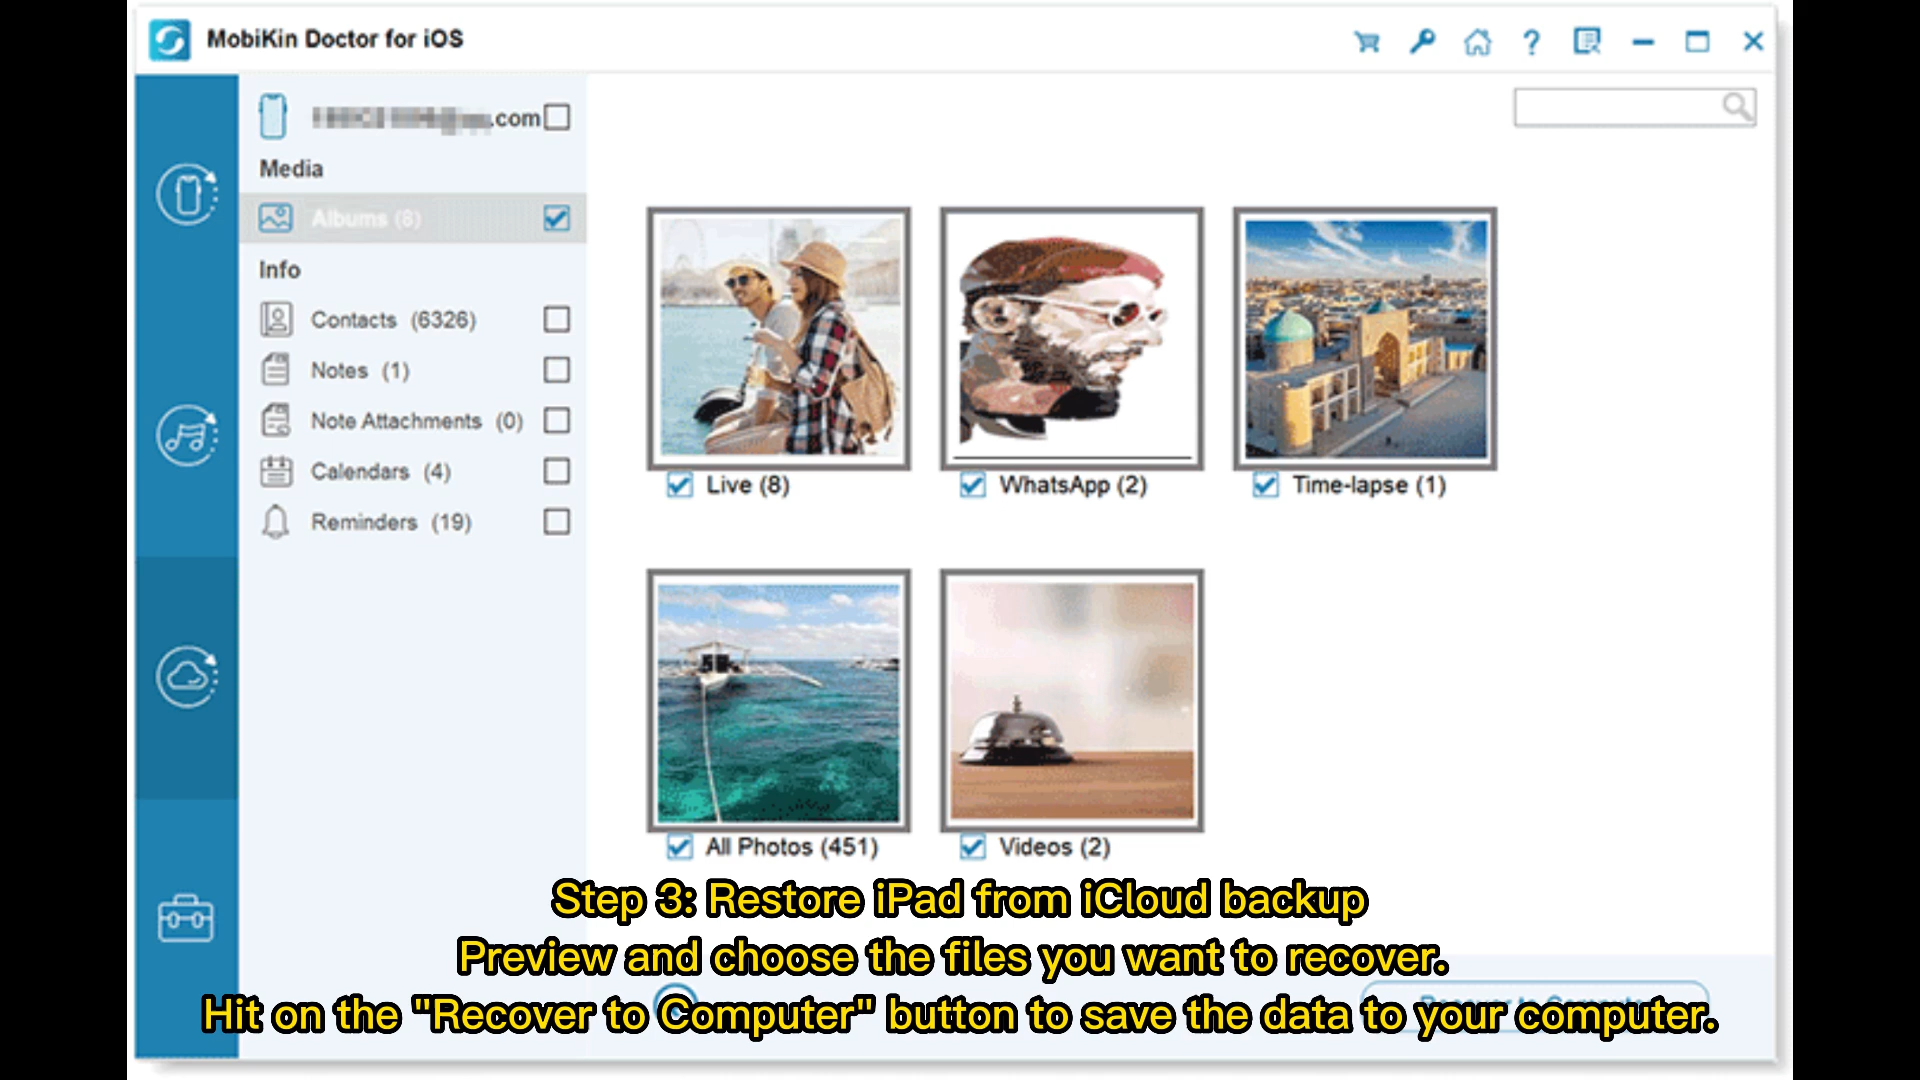 MobiKin Doctor for iOS
.com
Media
Albums (8)
Info
Contacts (6326)
Notes (1)
Note Attachments (0)
Calendars (4)
Reminders (19)
Live (8)
WhatsApp (2)
Time-lapse (1)
All Photos (451)
Videos (2)
Step 3: Restore iPad from iCloud backup
Preview and choose the files you want to recover.
Hit on the "Recover to Computer" button to save the data to your computer.